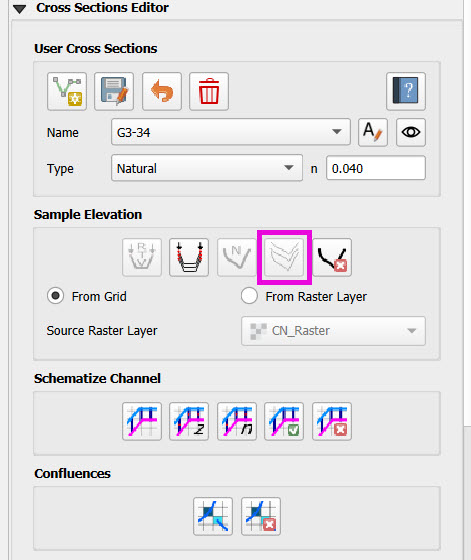 Cross Sections Editor
User Cross Sections
?
Name G3-34 A
Type Natural n 0.040
Sample Elevation
R T N
From Grid From Raster Layer
Source Raster Layer CN_Raster
Schematize Channel
z n
Confluences